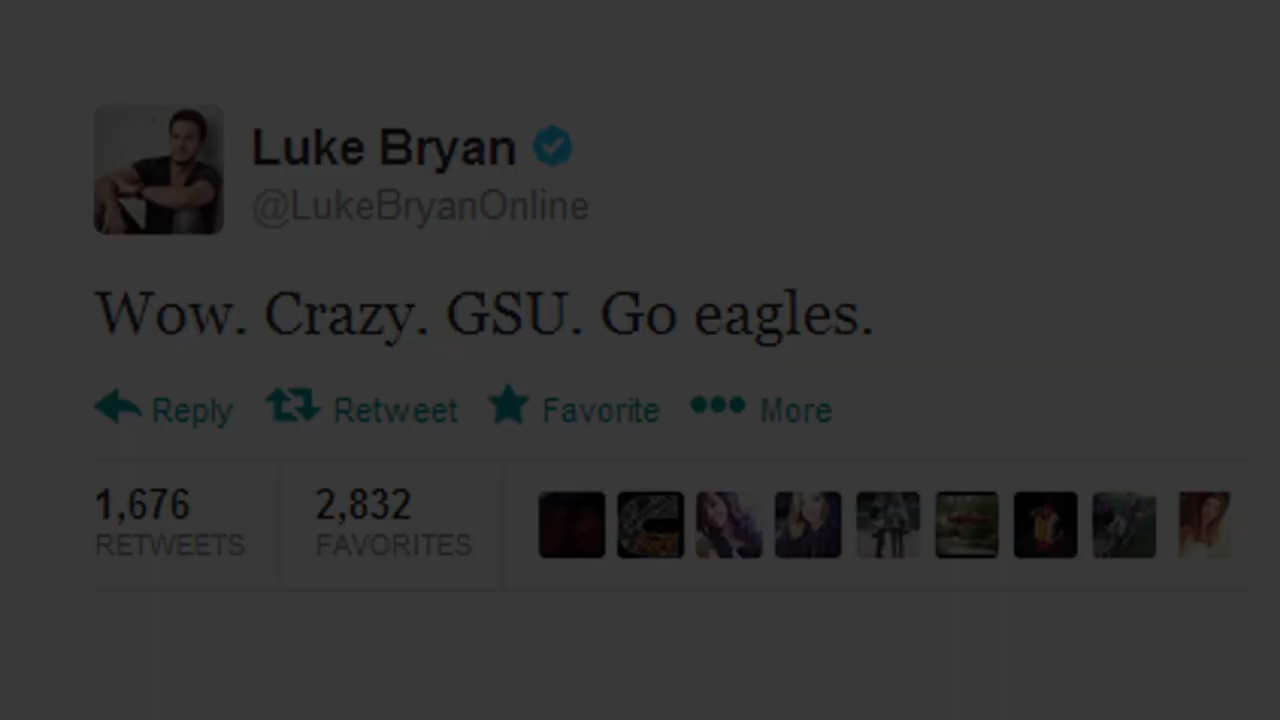 Luke Bryan
@LukeBryanOnline
Wow. Crazy. GSU. Go eagles.
Reply Retweet Favorite More
1,676 2,832
RETWEETS FAVORITES